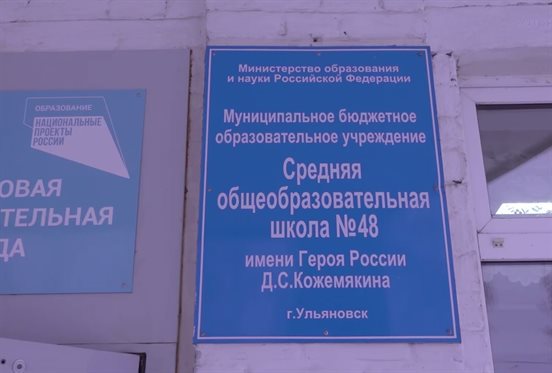 ОБРАЗОВАНИЕ
НАЦИОНАЛЬНЫЕ
ПРОЕКТЫ
РОССИИ
ОВАЯ
ТЕЛЬНАЯ
ДА
Министерство образования
и науки Российской Федерации
Муниципальное бюджетное
образовательное учреждение
Средняя
общеобразовательная
школа №48
имени Героя России
Д.С.Кожемякина
г.Ульяновск